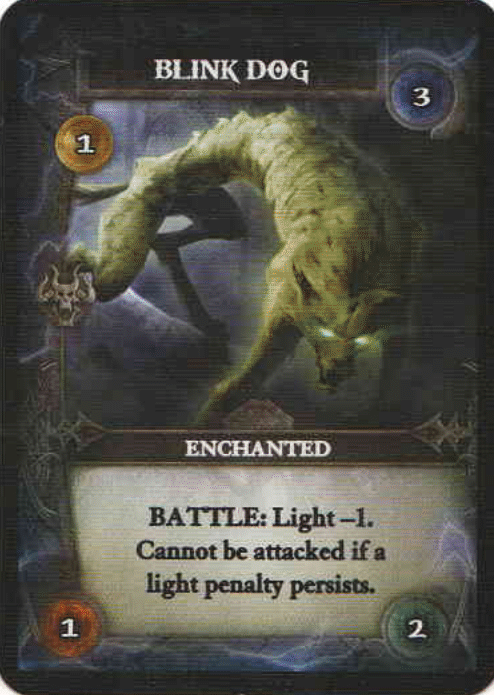 BLINK DOG
3
1
ENCHANTED
BATTLE: Light –1.
Cannot be attacked if a
light penalty persists.
1
2